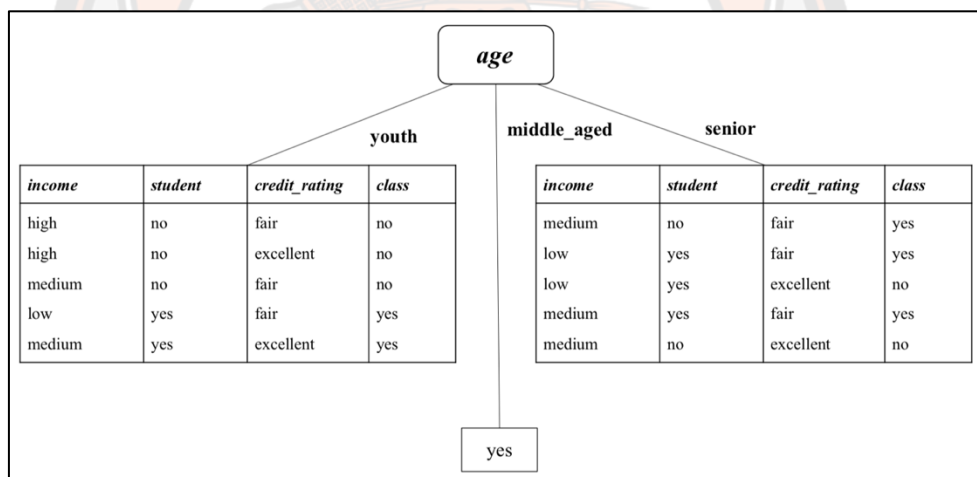 age
youth
middle_aged
senior
income student credit_rating class
high no fair no
high no excellent no
medium no fair no
low yes fair yes
medium yes excellent yes
income student credit_rating class
medium no fair yes
low yes fair yes
low yes excellent no
medium yes fair yes
medium no excellent no
yes